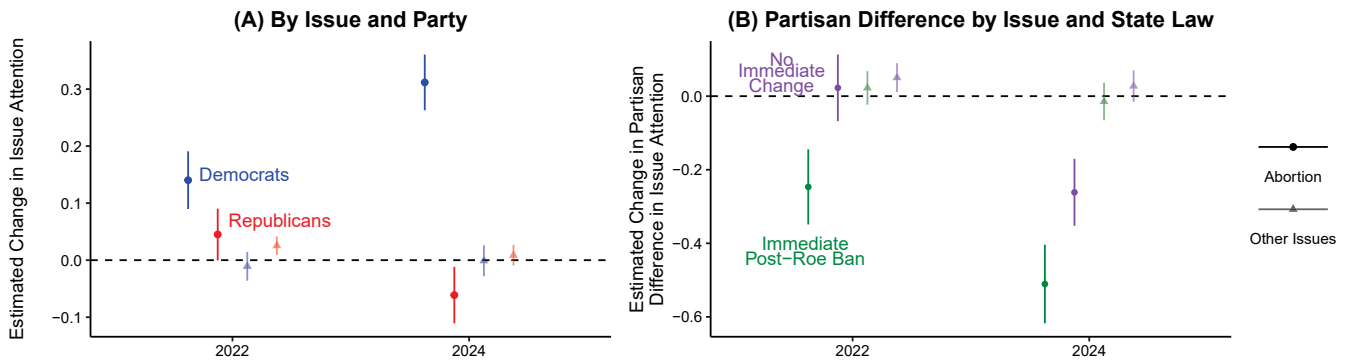 (A) By Issue and Party
Estimated Change in Issue Attention
0.3
0.2
0.1
0.0
−0.1
Democrats
Republicans
2022
2024
(B) Partisan Difference by Issue and State Law
Estimated Change in Partisan
Difference in Issue Attention
0.0
−0.2
−0.4
−0.6
No
Immediate
Change
Immediate
Post−Roe Ban
2022
2024
Abortion
Other Issues